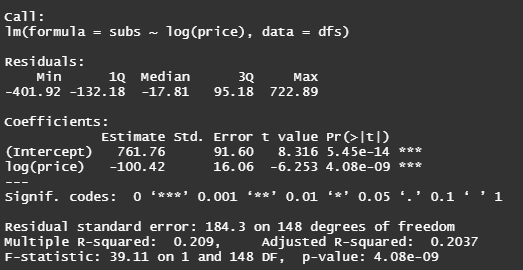 Call:
lm(formula = subs ~ log(price), data = dfs)
Residuals:
Min 1Q Median 3Q Max
-401.92 -132.18 -17.81 95.18 722.89
Coefficients:
Estimate Std. Error t value Pr(>|t|)
(Intercept) 761.76 91.60 8.316 5.45e-14 ***
log(price) -100.42 16.06 -6.253 4.08e-09 ***
---
Signif. codes: 0 ‘***’ 0.001 ‘**’ 0.01 ‘*’ 0.05 ‘.’ 0.1 ‘ ’ 1
Residual standard error: 184.3 on 148 degrees of freedom
Multiple R-squared: 0.209, Adjusted R-squared: 0.2037
F-statistic: 39.11 on 1 and 148 DF, p-value: 4.08e-09